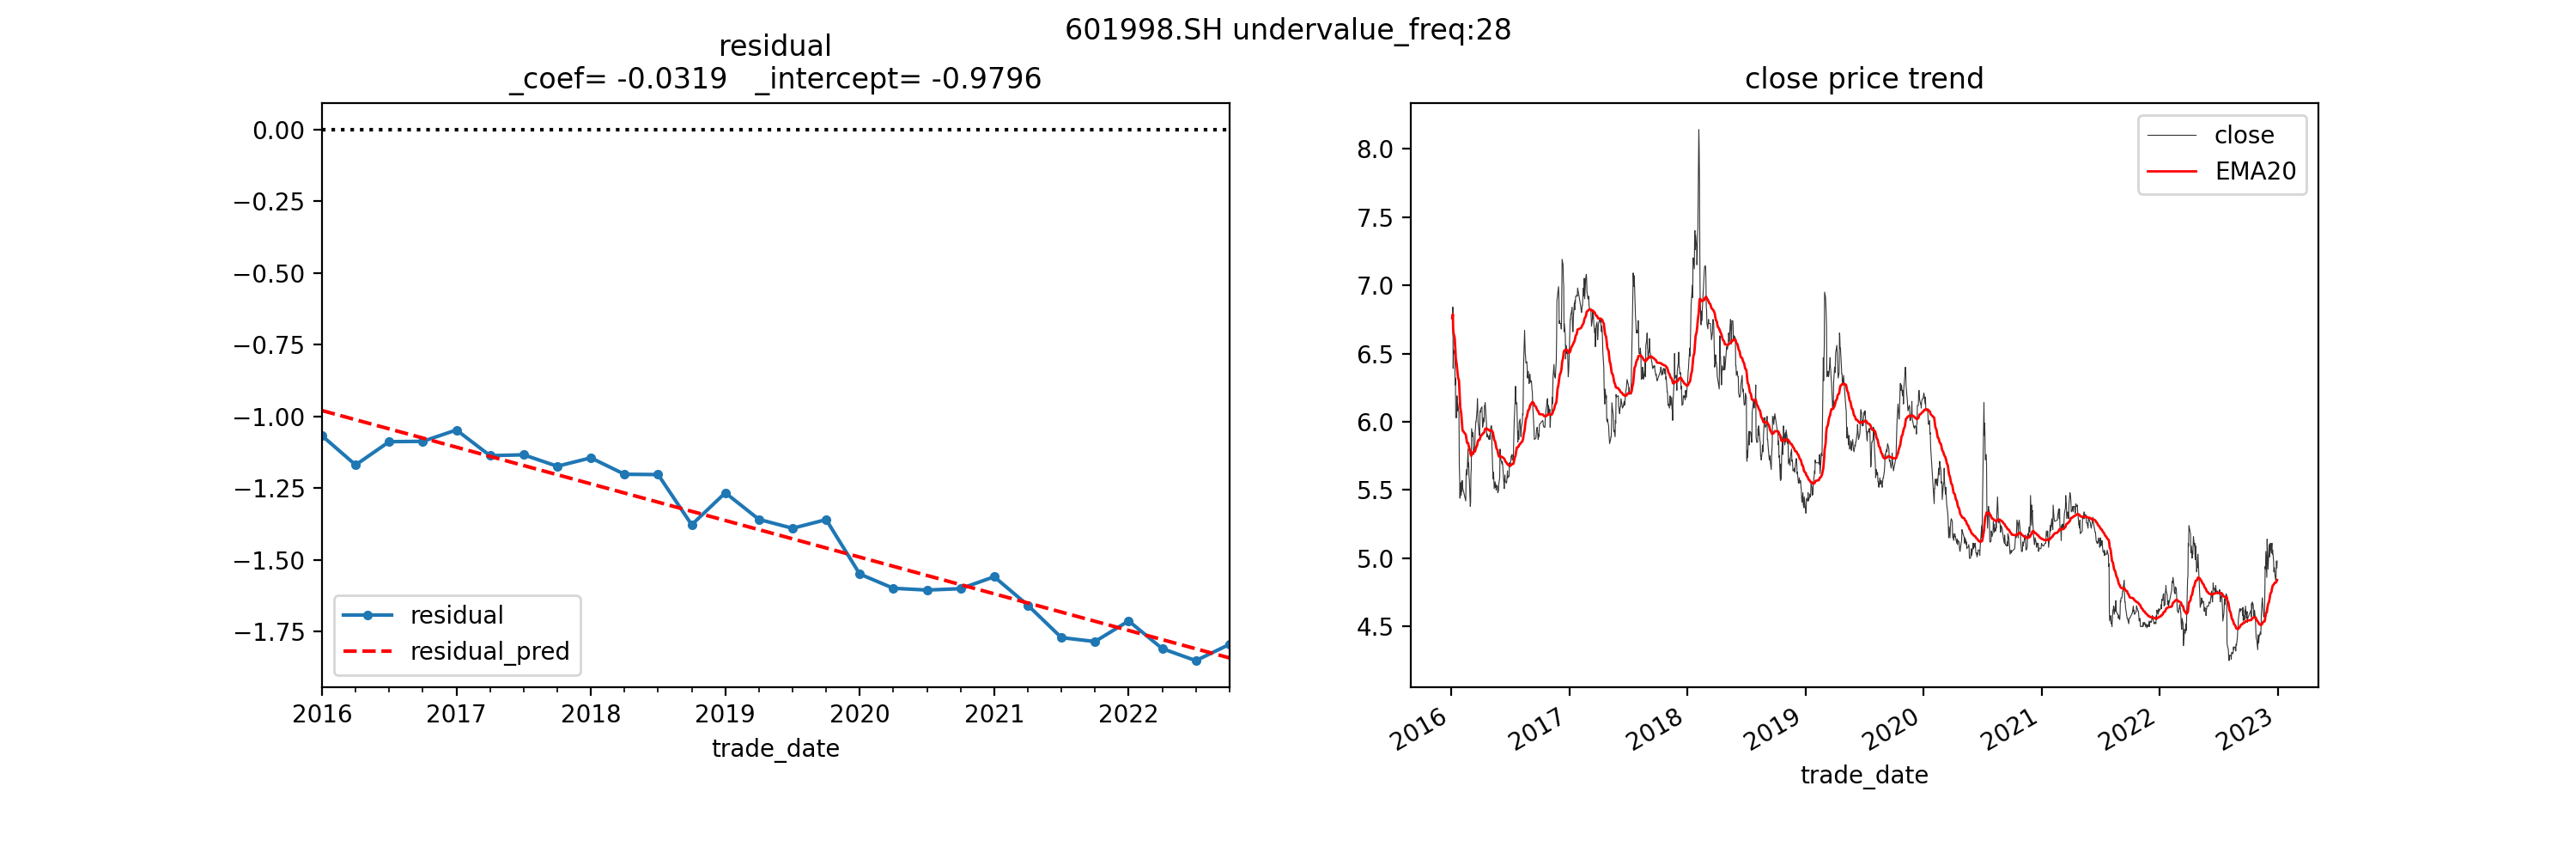 601998.SH undervalue_freq:28
residual
_coef= -0.0319   _intercept= -0.9796
0.00
−0.25
−0.50
−0.75
−1.00
−1.25
−1.50
−1.75
residual
residual_pred
2016 2017 2018 2019 2020 2021 2022
trade_date
close price trend
8.0
7.5
7.0
6.5
6.0
5.5
5.0
4.5
close
EMA20
2016 2017 2018 2019 2020 2021 2022 2023
trade_date